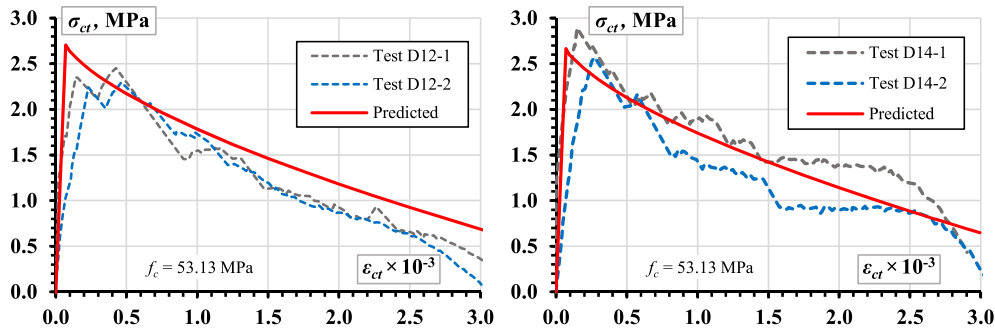 σct, MPa
3.0
2.5
2.0
1.5
1.0
0.5
0.0
Test D12-1
Test D12-2
Predicted
fc = 53.13 MPa
εct × 10-3
0.0 0.5 1.0 1.5 2.0 2.5 3.0
σct, MPa
3.0
2.5
2.0
1.5
1.0
0.5
0.0
Test D14-1
Test D14-2
Predicted
fc = 53.13 MPa
εct × 10-3
0.0 0.5 1.0 1.5 2.0 2.5 3.0